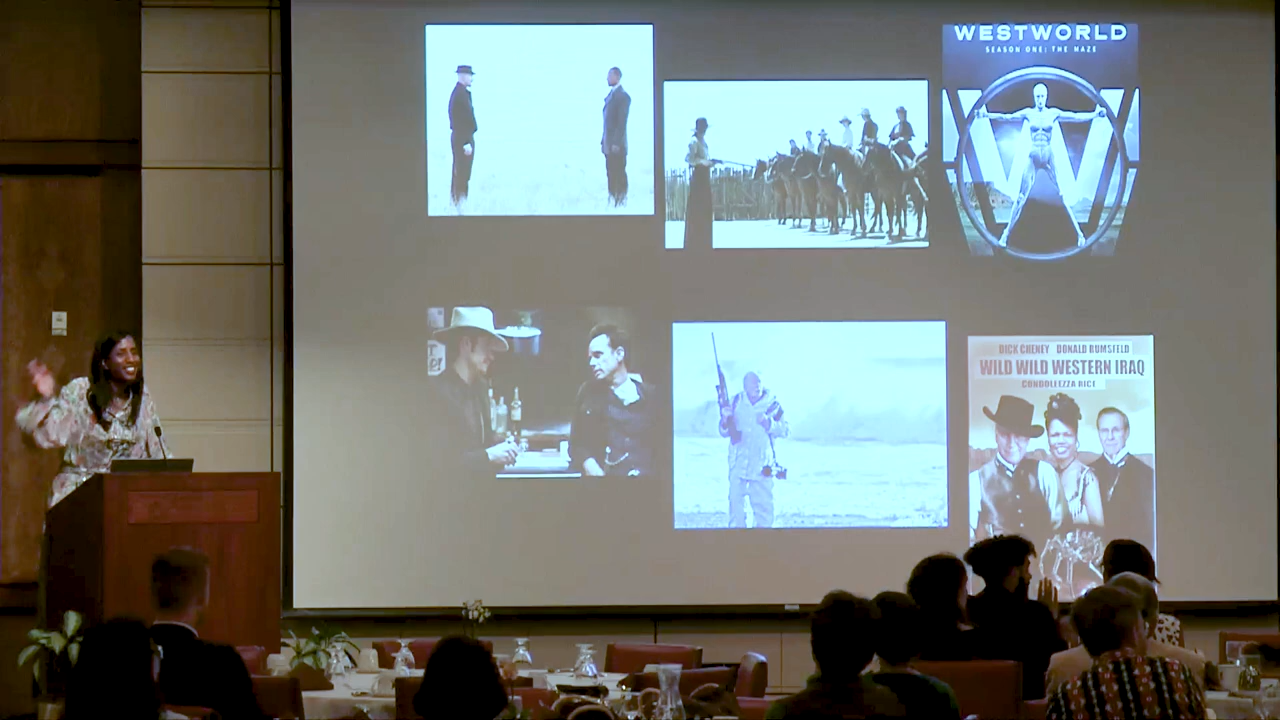 WESTWORLD
SEASON ONE: THE MAZE
DICK CHENEY DONALD RUMSFELD
WILD WILD WESTERN IRAQ
CONDOLEEZZA RICE